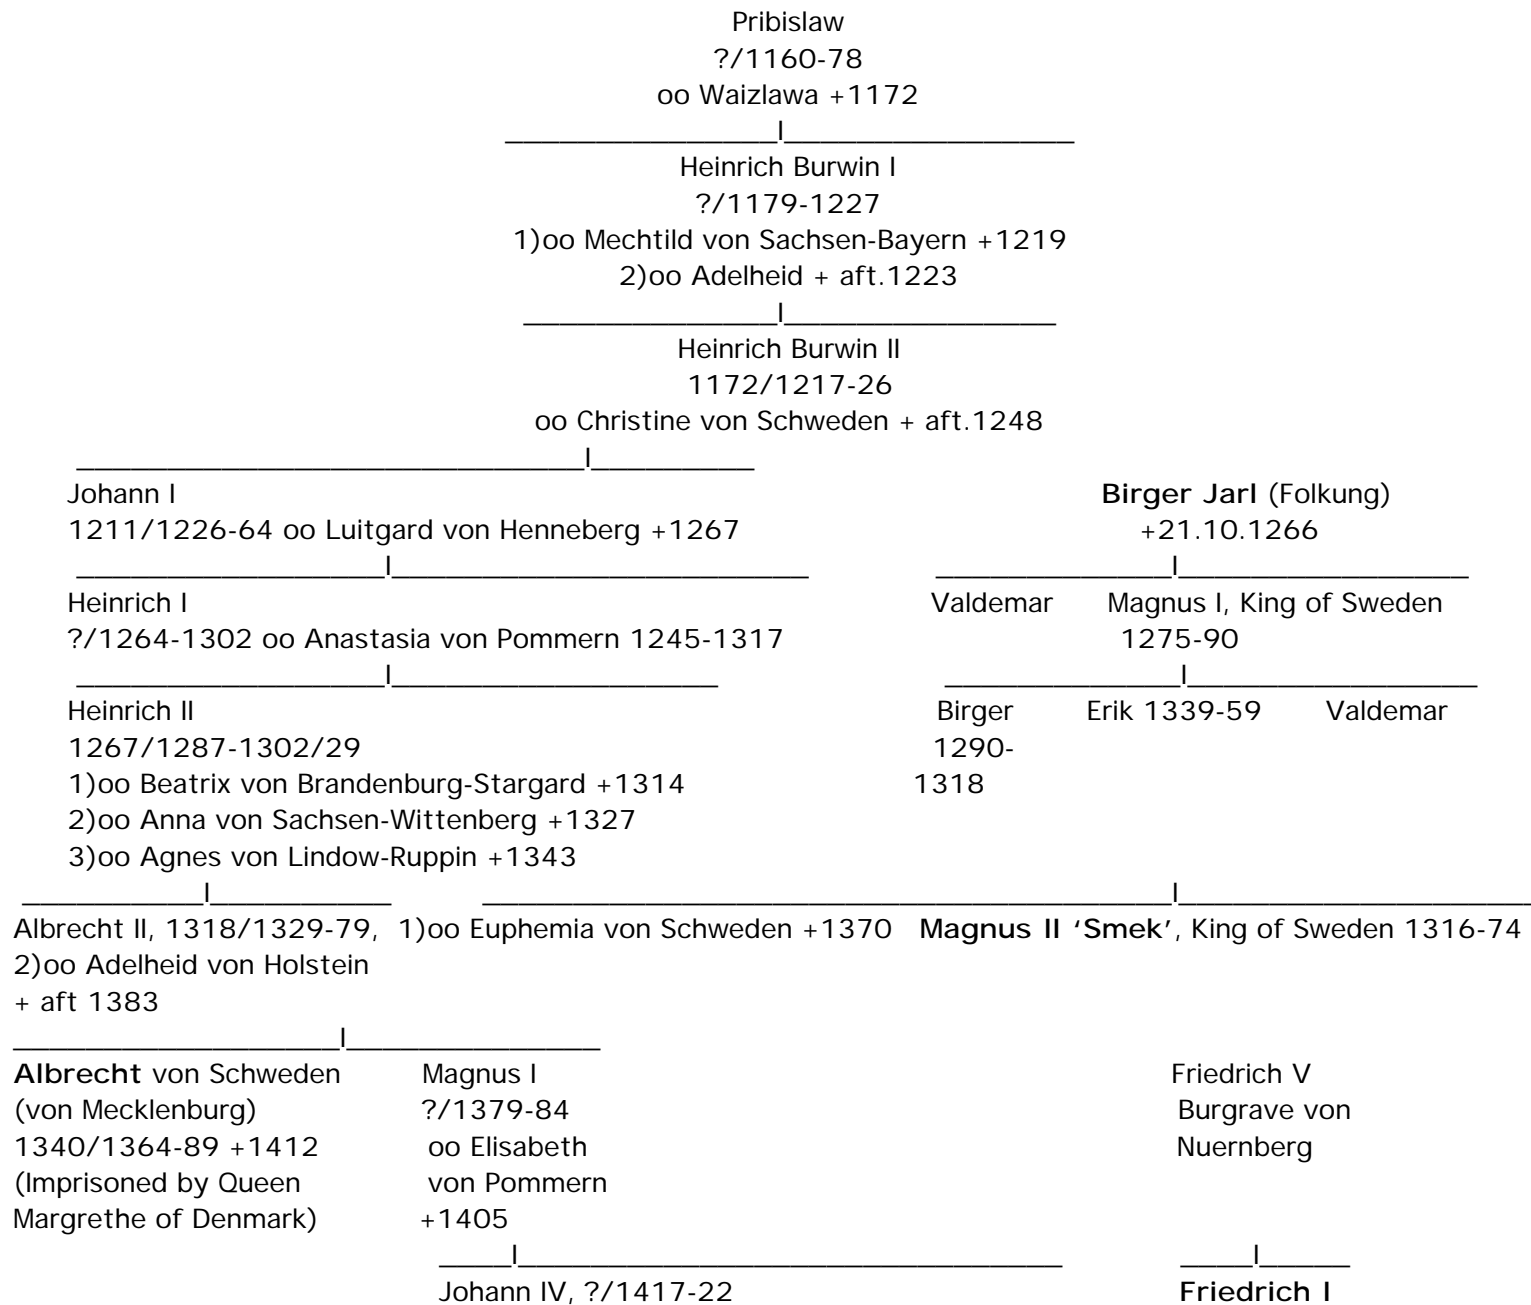 Pribislaw
?/1160-78
oo Waizlawa +1172
Heinrich Burwin I
?/1179-1227
1)oo Mechtild von Sachsen-Bayern +1219
2)oo Adelheid + aft.1223
Heinrich Burwin II
1172/1217-26
oo Christine von Schweden + aft.1248
Johann I Birger Jarl (Folkung)
1211/1226-64 oo Luitgard von Henneberg +1267 +21.10.1266
Heinrich I Valdemar Magnus I, King of Sweden
?/1264-1302 oo Anastasia von Pommern 1245-1317 1275-90
Heinrich II Birger Erik 1339-59 Valdemar
1267/1287-1302/29 1290-
1)oo Beatrix von Brandenburg-Stargard +1314 1318
2)oo Anna von Sachsen-Wittenberg +1327
3)oo Agnes von Lindow-Ruppin +1343
Albrecht II, 1318/1329-79, 1)oo Euphemia von Schweden +1370 Magnus II ‘Smek’, King of Sweden 1316-74
2)oo Adelheid von Holstein
+ aft 1383
Albrecht von Schweden Magnus I Friedrich V
(von Mecklenburg) ?/1379-84 Burgrave von
1340/1364-89 +1412 oo Elisabeth Nuernberg
(Imprisoned by Queen von Pommern
Margrethe of Denmark) +1405
Johann IV, ?/1417-22 Friedrich I